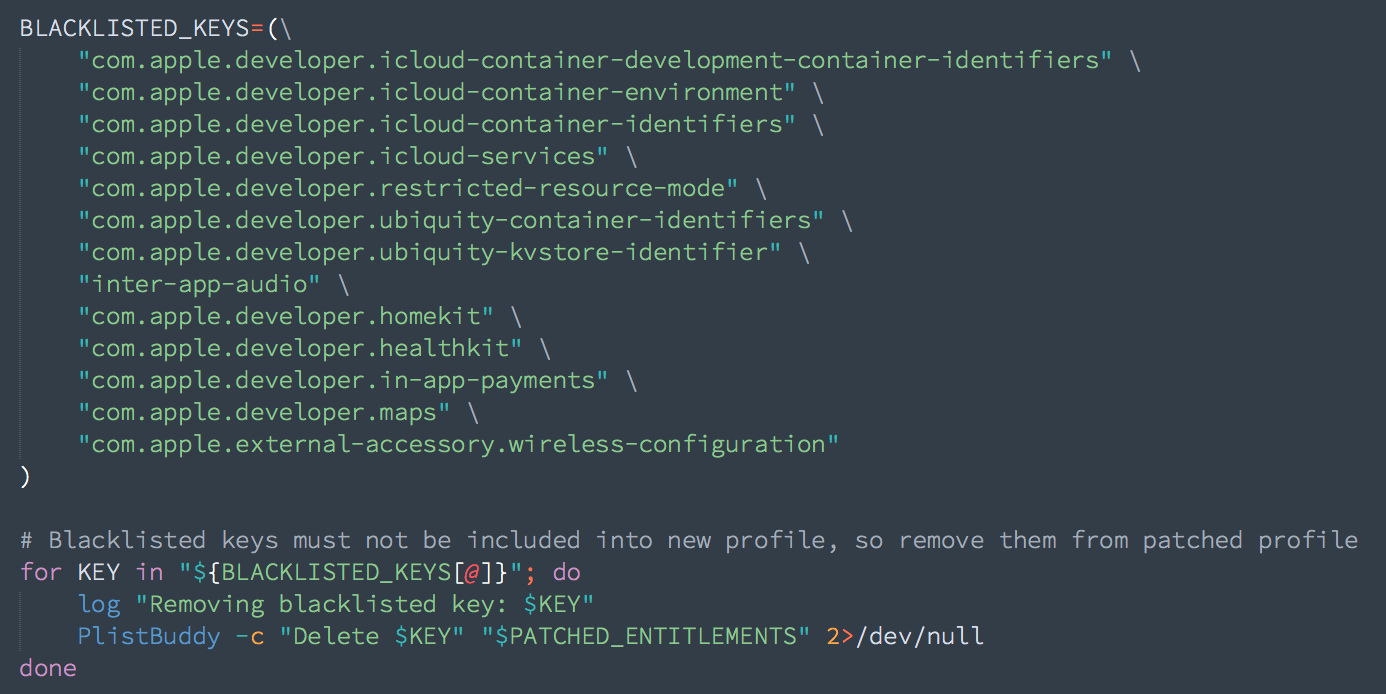 BLACKLISTED_KEYS=(\
    "com.apple.developer.icloud-container-development-container-identifiers" \
    "com.apple.developer.icloud-container-environment" \
    "com.apple.developer.icloud-container-identifiers" \
    "com.apple.developer.icloud-services" \
    "com.apple.developer.restricted-resource-mode" \
    "com.apple.developer.ubiquity-container-identifiers" \
    "com.apple.developer.ubiquity-kvstore-identifier" \
    "inter-app-audio" \
    "com.apple.developer.homekit" \
    "com.apple.developer.healthkit" \
    "com.apple.developer.in-app-payments" \
    "com.apple.developer.maps" \
    "com.apple.external-accessory.wireless-configuration"
)

# Blacklisted keys must not be included into new profile, so remove them from patched profile
for KEY in "${BLACKLISTED_KEYS[@]}"; do
    log "Removing blacklisted key: $KEY"
    PlistBuddy -c "Delete $KEY" "$PATCHED_ENTITLEMENTS" 2>/dev/null
done